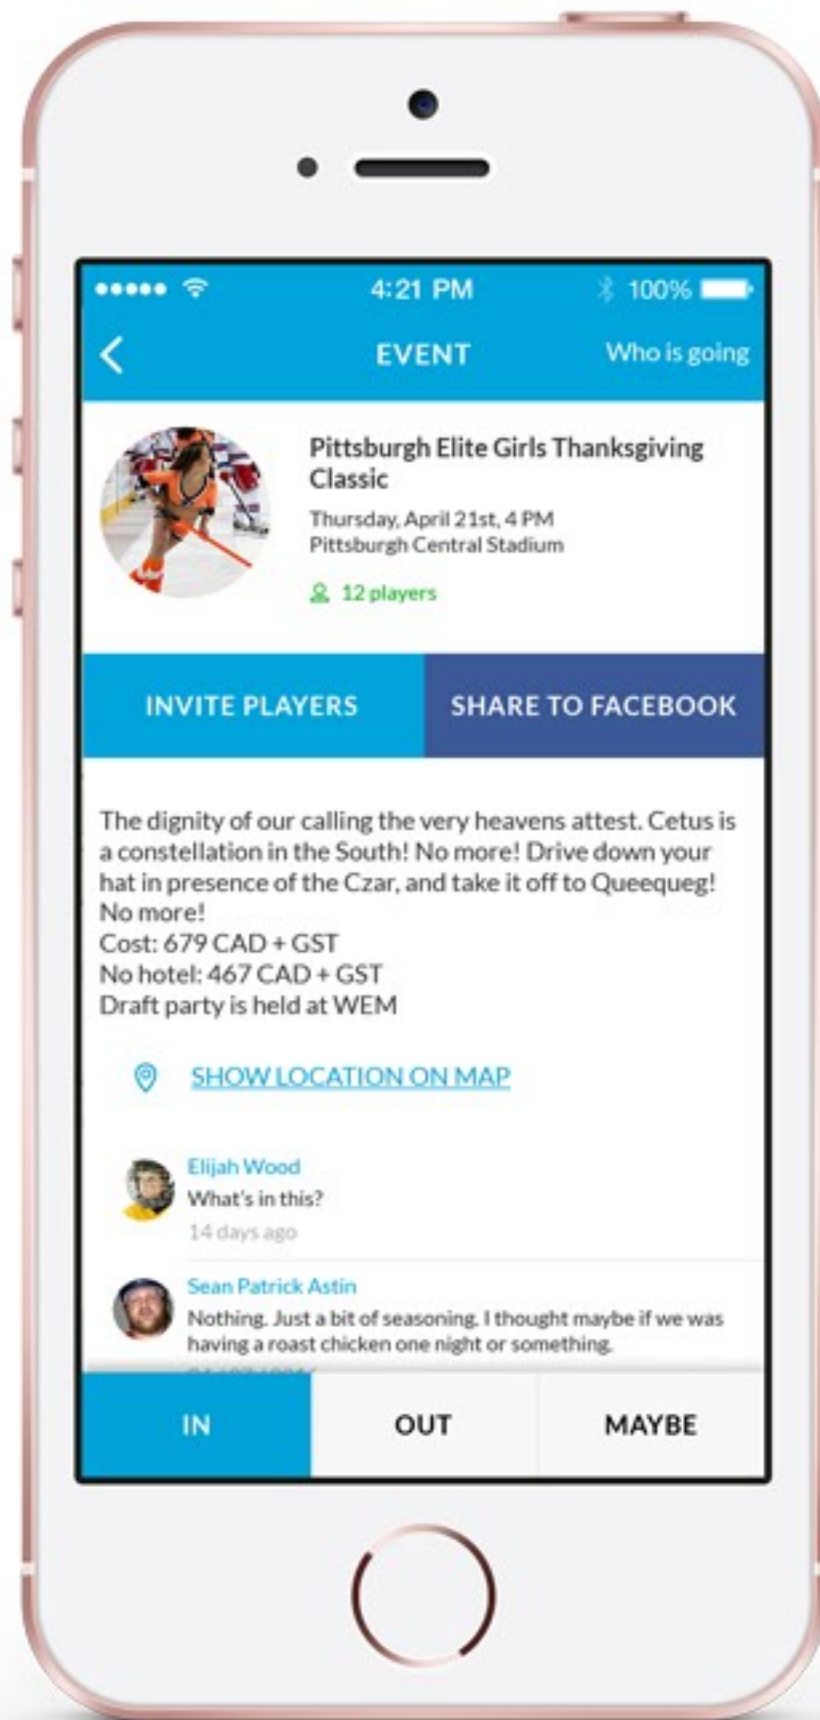 4:21 PM
100%
EVENT
Who is going
Pittsburgh Elite Girls Thanksgiving
Classic
Thursday, April 21st, 4 PM
Pittsburgh Central Stadium
12 players
INVITE PLAYERS
SHARE TO FACEBOOK
The dignity of our calling the very heavens attest. Cetus is
a constellation in the South! No more! Drive down your
hat in presence of the Czar, and take it off to Queequeg!
No more!
Cost: 679 CAD + GST
No hotel: 467 CAD + GST
Draft party is held at WEM
SHOW LOCATION ON MAP
Elijah Wood
What's in this?
14 days ago
Sean Patrick Astin
Nothing. Just a bit of seasoning. I thought maybe if we was
having a roast chicken one night or something.
IN
OUT
MAYBE